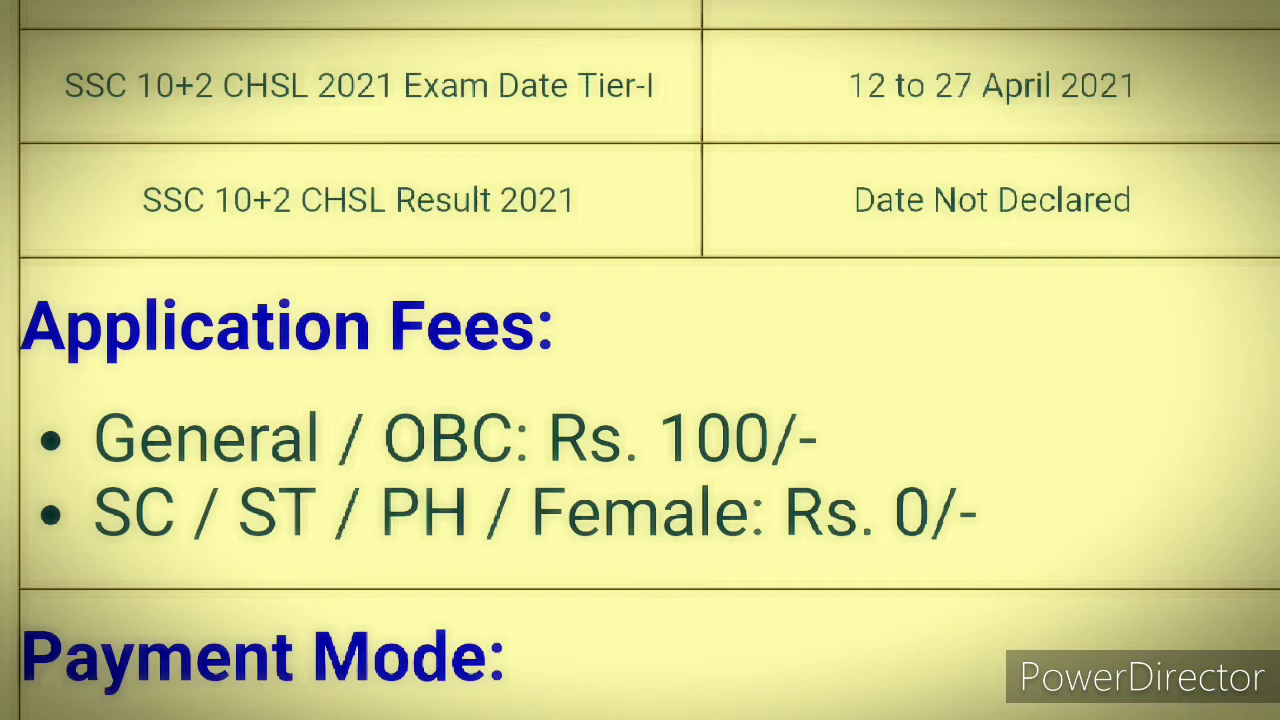 SSC 10+2 CHSL 2021 Exam Date Tier-I 12 to 27 April 2021
SSC 10+2 CHSL Result 2021 Date Not Declared
Application Fees:
• General / OBC: Rs. 100/-
• SC / ST / PH / Female: Rs. 0/-
Payment Mode:
PowerDirector